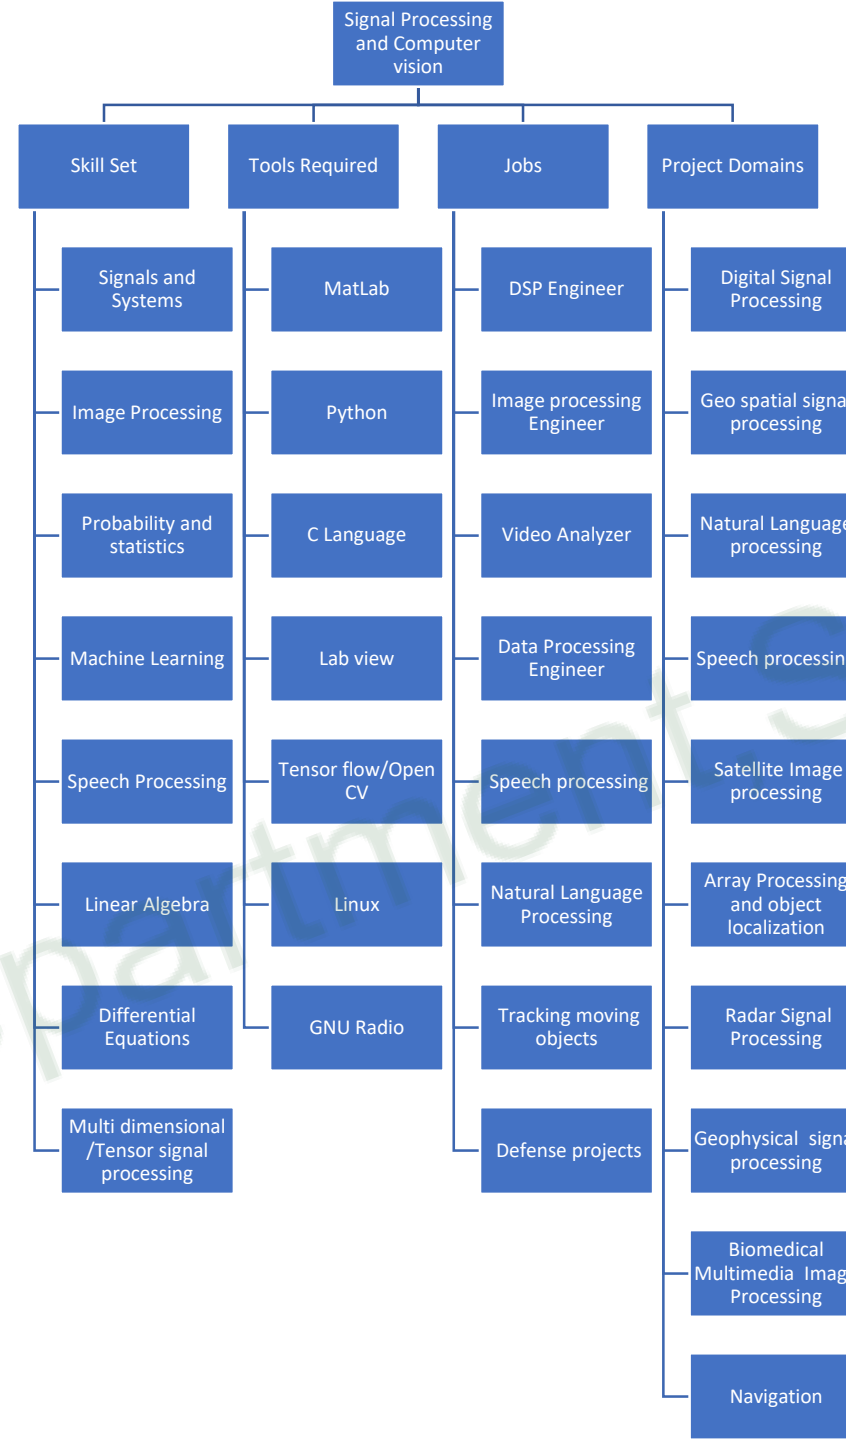 Signal Processing
and Computer
vision
Skill Set
Tools Required
Jobs
Project Domains
Signals and
Systems
MatLab
DSP Engineer
Digital Signal
Processing
Image Processing
Python
Image processing
Engineer
Geo spatial signa
processing
Probability and
statistics
C Language
Video Analyzer
Natural Language
processing
Machine Learning
Lab view
Data Processing
Engineer
Speech processin
Speech Processing
Tensor flow/Open
CV
Speech processing
Satellite Image
processing
Linear Algebra
Linux
Natural Language
Processing
Array Processing
and object
localization
Differential
Equations
GNU Radio
Tracking moving
objects
Radar Signal
Processing
Multi dimensional
/Tensor signal
processing
Defense projects
Geophysical signa
processing
Biomedical
Multimedia Imag
Processing
Navigation
partment.S